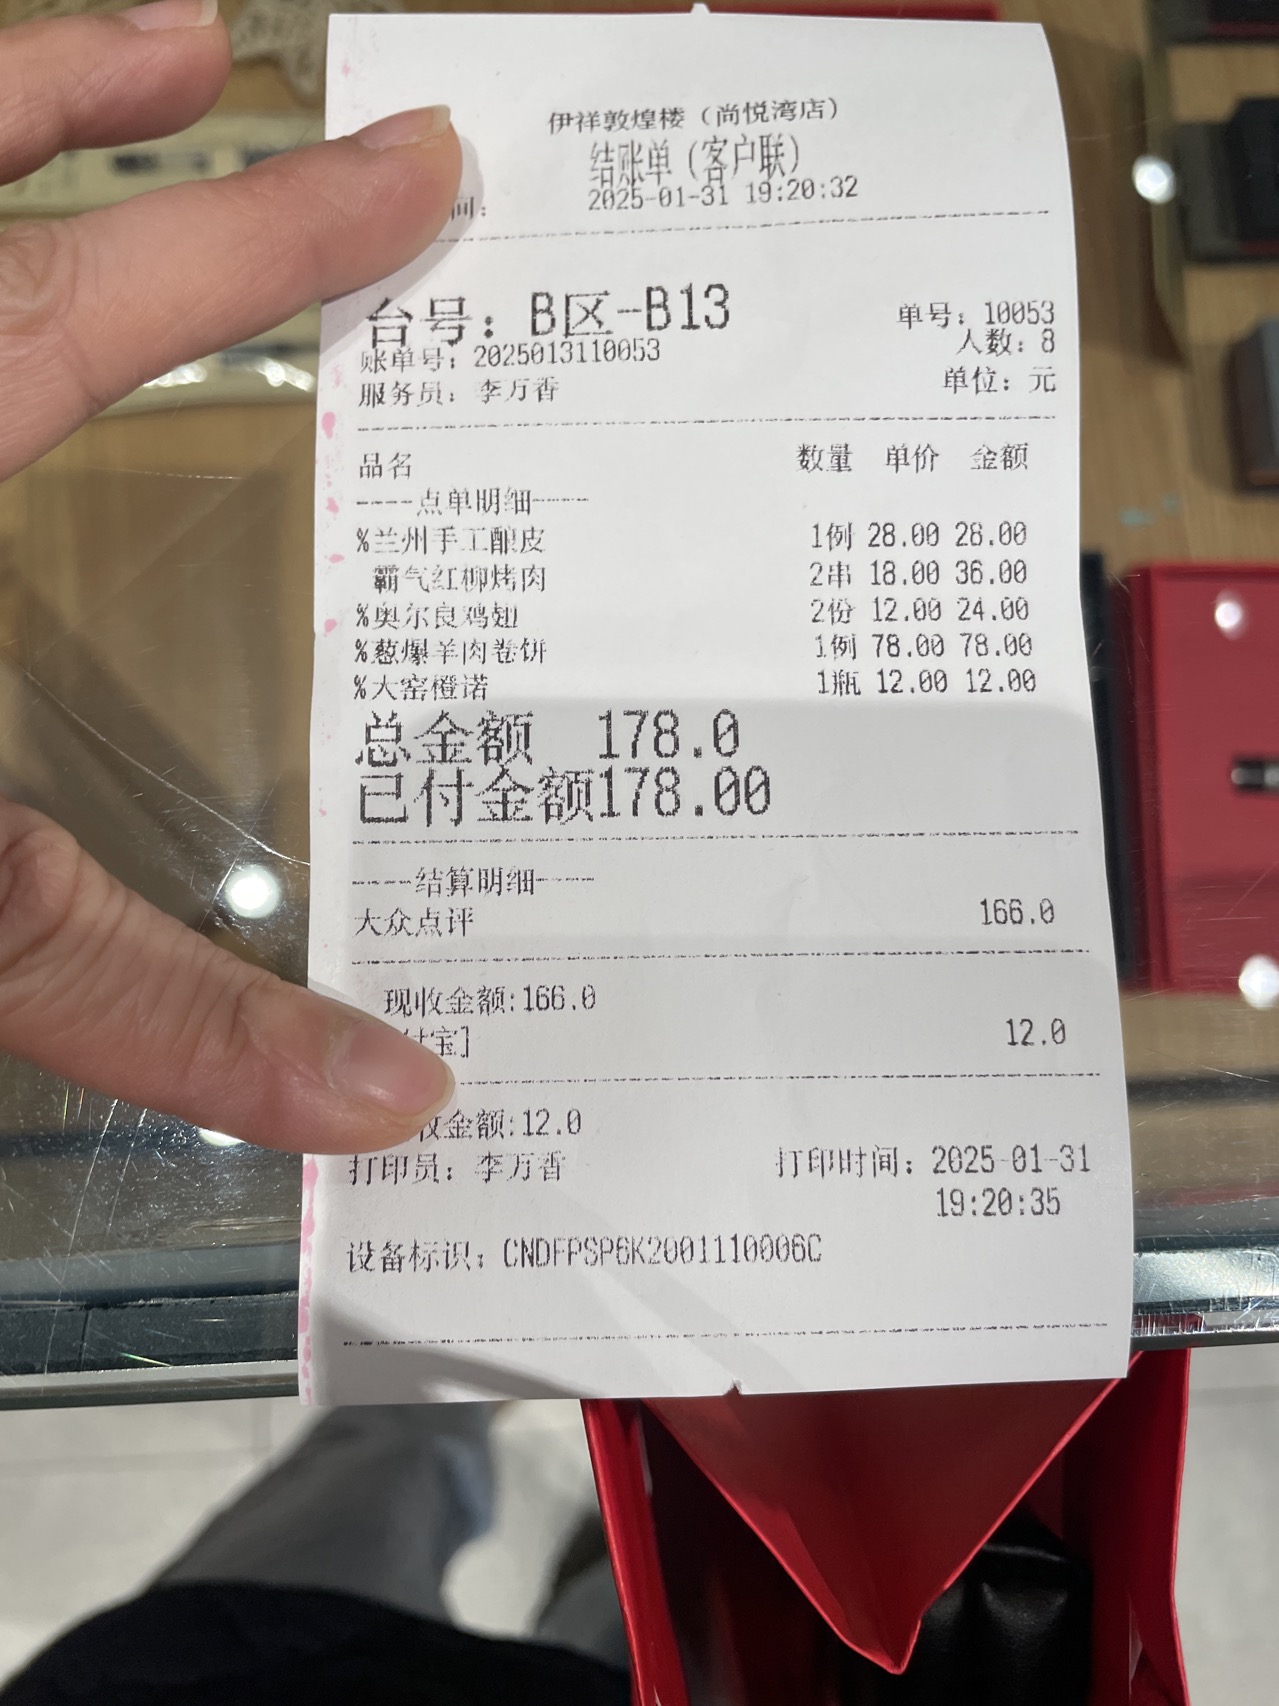 伊祥敦煌楼（尚悦湾店）
结账单（客户联）
间： 2025-01-31 19:20:32
台号：B区-B13 单号：10053
账单号：2025013110053 人数：8
服务员：李万香 单位：元
品名 数量 单价 金额
----点单明细----
%兰州手工酿皮 1例 28.00 28.00
霸气红柳烤肉 2串 18.00 36.00
%奥尔良鸡翅 2份 12.00 24.00
%葱爆羊肉卷饼 1例 78.00 78.00
%大窑橙诺 1瓶 12.00 12.00
总金额 178.0
已付金额178.00
----结算明细----
大众点评 166.0
现收金额:166.0
付宝] 12.0
收金额:12.0
打印员：李万香 打印时间：2025-01-31
19:20:35
设备标识：CNDFPSP6K2001110006C